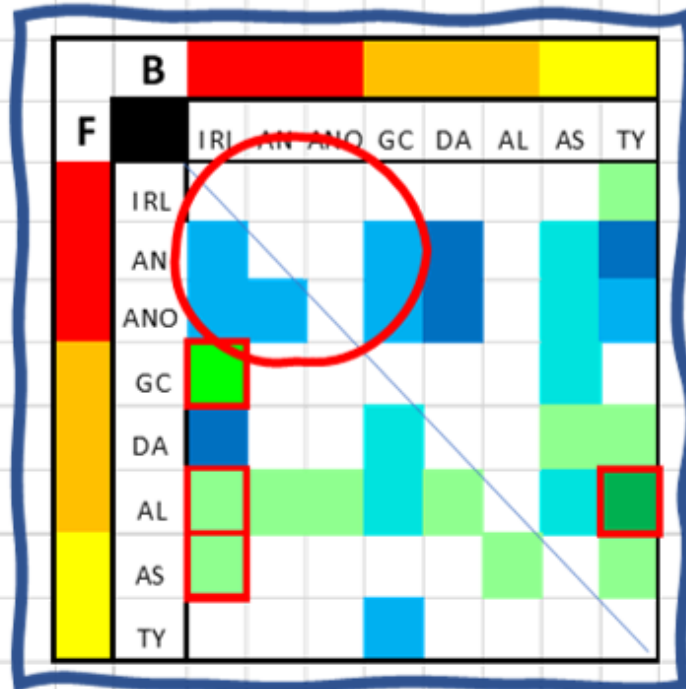 B
F
IRL AN ANO GC DA AL AS TY
IRL
AN
ANO
GC
DA
AL
AS
TY